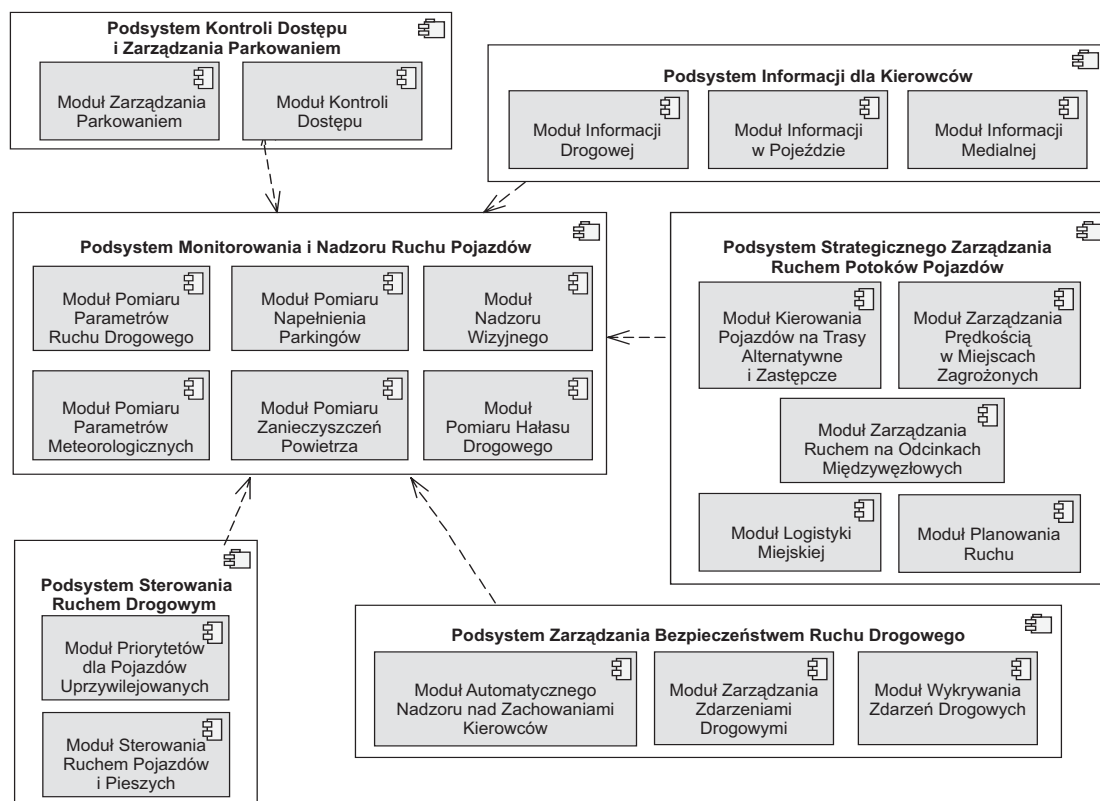 Podsystem Kontroli Dostępu
i Zarządzania Parkowaniem
Moduł Zarządzania
Parkowaniem
Moduł Kontroli
Dostępu
Podsystem Informacji dla Kierowców
Moduł Informacji
Drogowej
Moduł Informacji
w Pojeździe
Moduł Informacji
Medialnej
Podsystem Monitorowania i Nadzoru Ruchu Pojazdów
Moduł Pomiaru
Parametrów
Ruchu Drogowego
Moduł Pomiaru
Napełnienia
Parkingów
Moduł
Nadzoru
Wizyjnego
Moduł Pomiaru
Parametrów
Meteorologicznych
Moduł Pomiaru
Zanieczyszczeń
Powietrza
Moduł
Pomiaru Hałasu
Drogowego
Podsystem Strategicznego Zarządzania
Ruchem Potoków Pojazdów
Moduł Kierowania
Pojazdów na Trasy
Alternatywne
i Zastępcze
Moduł Zarządzania
Prędkością
w Miejscach
Zagrożonych
Moduł Zarządzania
Ruchem na Odcinkach
Międzywęzłowych
Moduł Logistyki
Miejskiej
Moduł Planowania
Ruchu
Podsystem Sterowania
Ruchem Drogowym
Moduł Priorytetów
dla Pojazdów
Uprzywilejowanych
Moduł Sterowania
Ruchem Pojazdów
i Pieszych
Podsystem Zarządzania Bezpieczeństwem Ruchu Drogowego
Moduł Automatycznego
Nadzoru nad Zachowaniami
Kierowców
Moduł Zarządzania
Zdarzeniami
Drogowymi
Moduł Wykrywania
Zdarzeń Drogowych